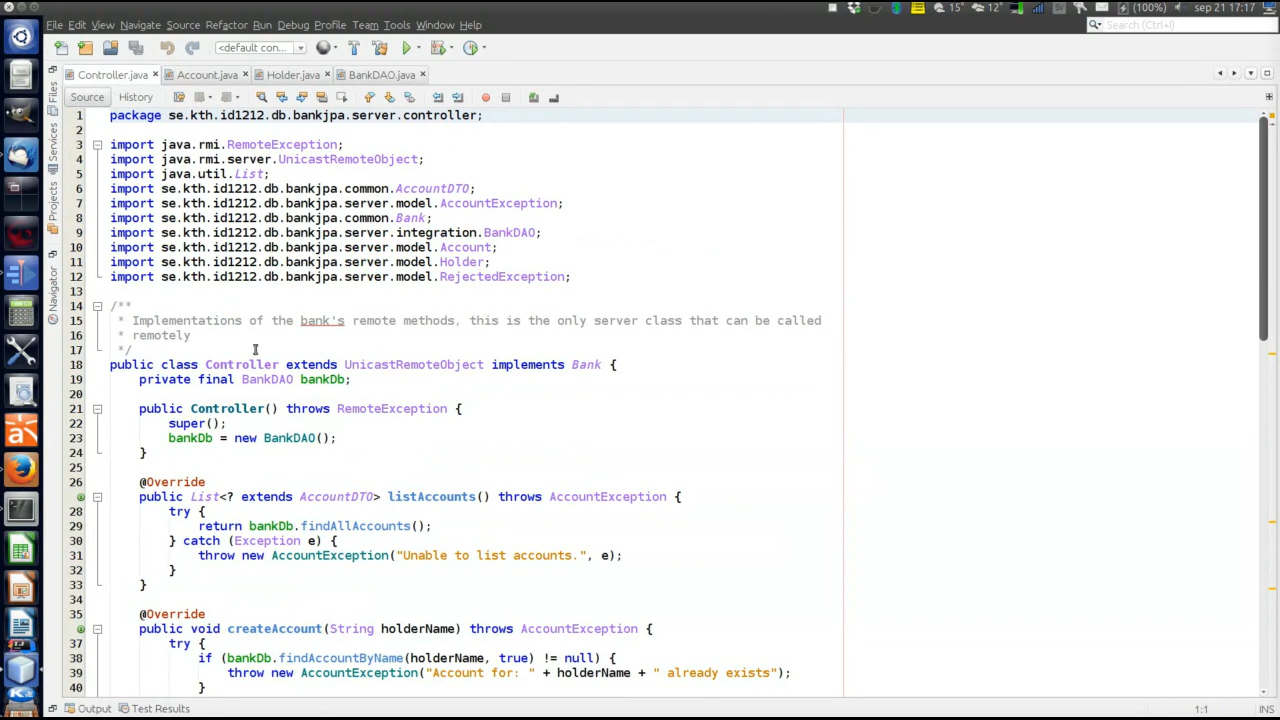 15° 12° (100%) sep 21 17:17
File Edit View Navigate Source Refactor Run Debug Profile Team Tools Window Help
Search (Ctrl+I)
<default con...
Controller.java Account.java Holder.java BankDAO.java
Source History
Files
Services
Projects
Navigator
1 package se.kth.id1212.db.bankjpa.server.controller;
2
3 import java.rmi.RemoteException;
4 import java.rmi.server.UnicastRemoteObject;
5 import java.util.List;
6 import se.kth.id1212.db.bankjpa.common.AccountDTO;
7 import se.kth.id1212.db.bankjpa.server.model.AccountException;
8 import se.kth.id1212.db.bankjpa.common.Bank;
9 import se.kth.id1212.db.bankjpa.server.integration.BankDAO;
10 import se.kth.id1212.db.bankjpa.server.model.Account;
11 import se.kth.id1212.db.bankjpa.server.model.Holder;
12 import se.kth.id1212.db.bankjpa.server.model.RejectedException;
13
14 /**
15 * Implementations of the bank's remote methods, this is the only server class that can be called
16 * remotely
17 */
18 public class Controller extends UnicastRemoteObject implements Bank {
19 private final BankDAO bankDb;
20
21 public Controller() throws RemoteException {
22 super();
23 bankDb = new BankDAO();
24 }
25
26 @Override
27 public List<? extends AccountDTO> listAccounts() throws AccountException {
28 try {
29 return bankDb.findAllAccounts();
30 } catch (Exception e) {
31 throw new AccountException("Unable to list accounts.", e);
32 }
33 }
34
35 @Override
36 public void createAccount(String holderName) throws AccountException {
37 try {
38 if (bankDb.findAccountByName(holderName, true) != null) {
39 throw new AccountException("Account for: " + holderName + " already exists");
40 }
Output Test Results
1:1 INS